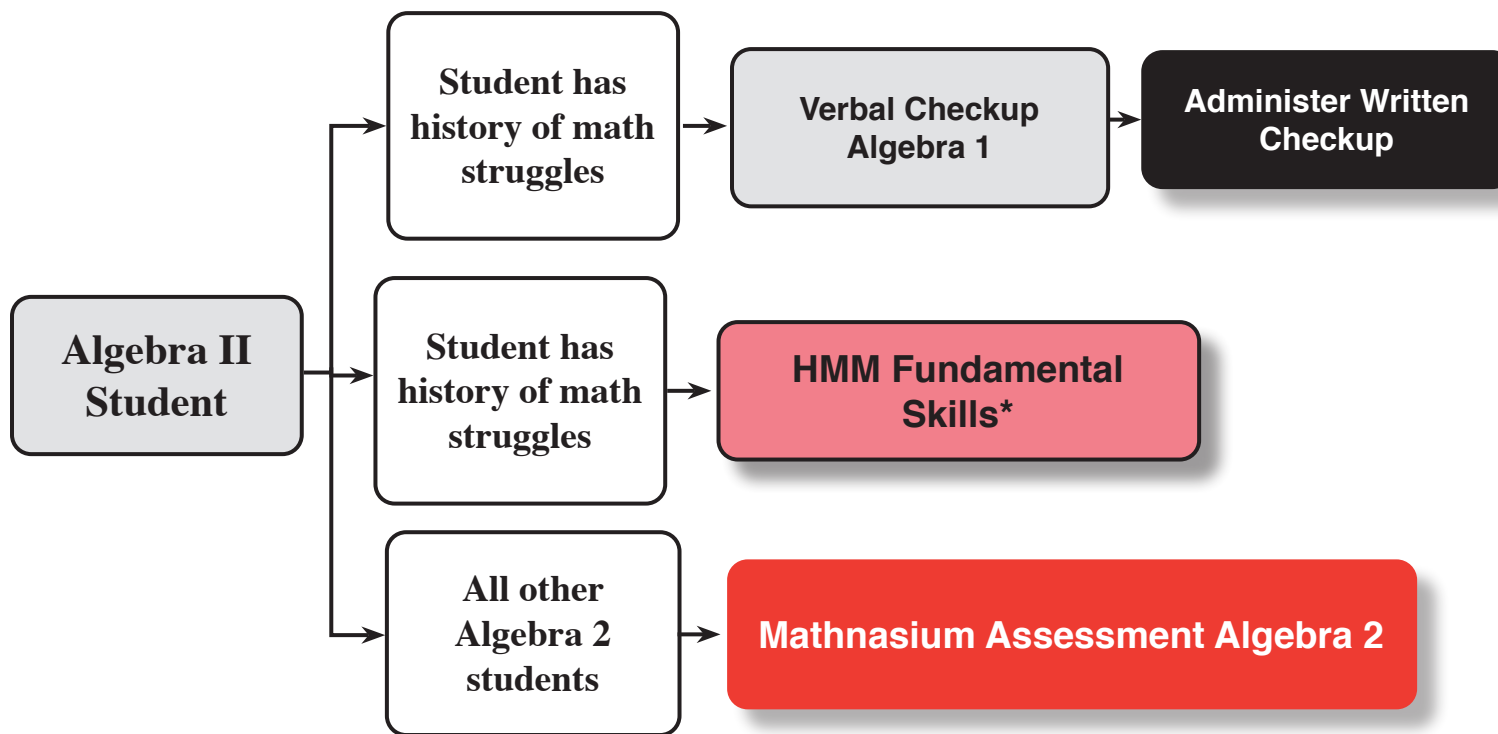 Student has
history of math
struggles
Verbal Checkup
Algebra 1
Administer Written
Checkup
Algebra II
Student
Student has
history of math
struggles
HMM Fundamental
Skills*
All other
Algebra 2
students
Mathnasium Assessment Algebra 2